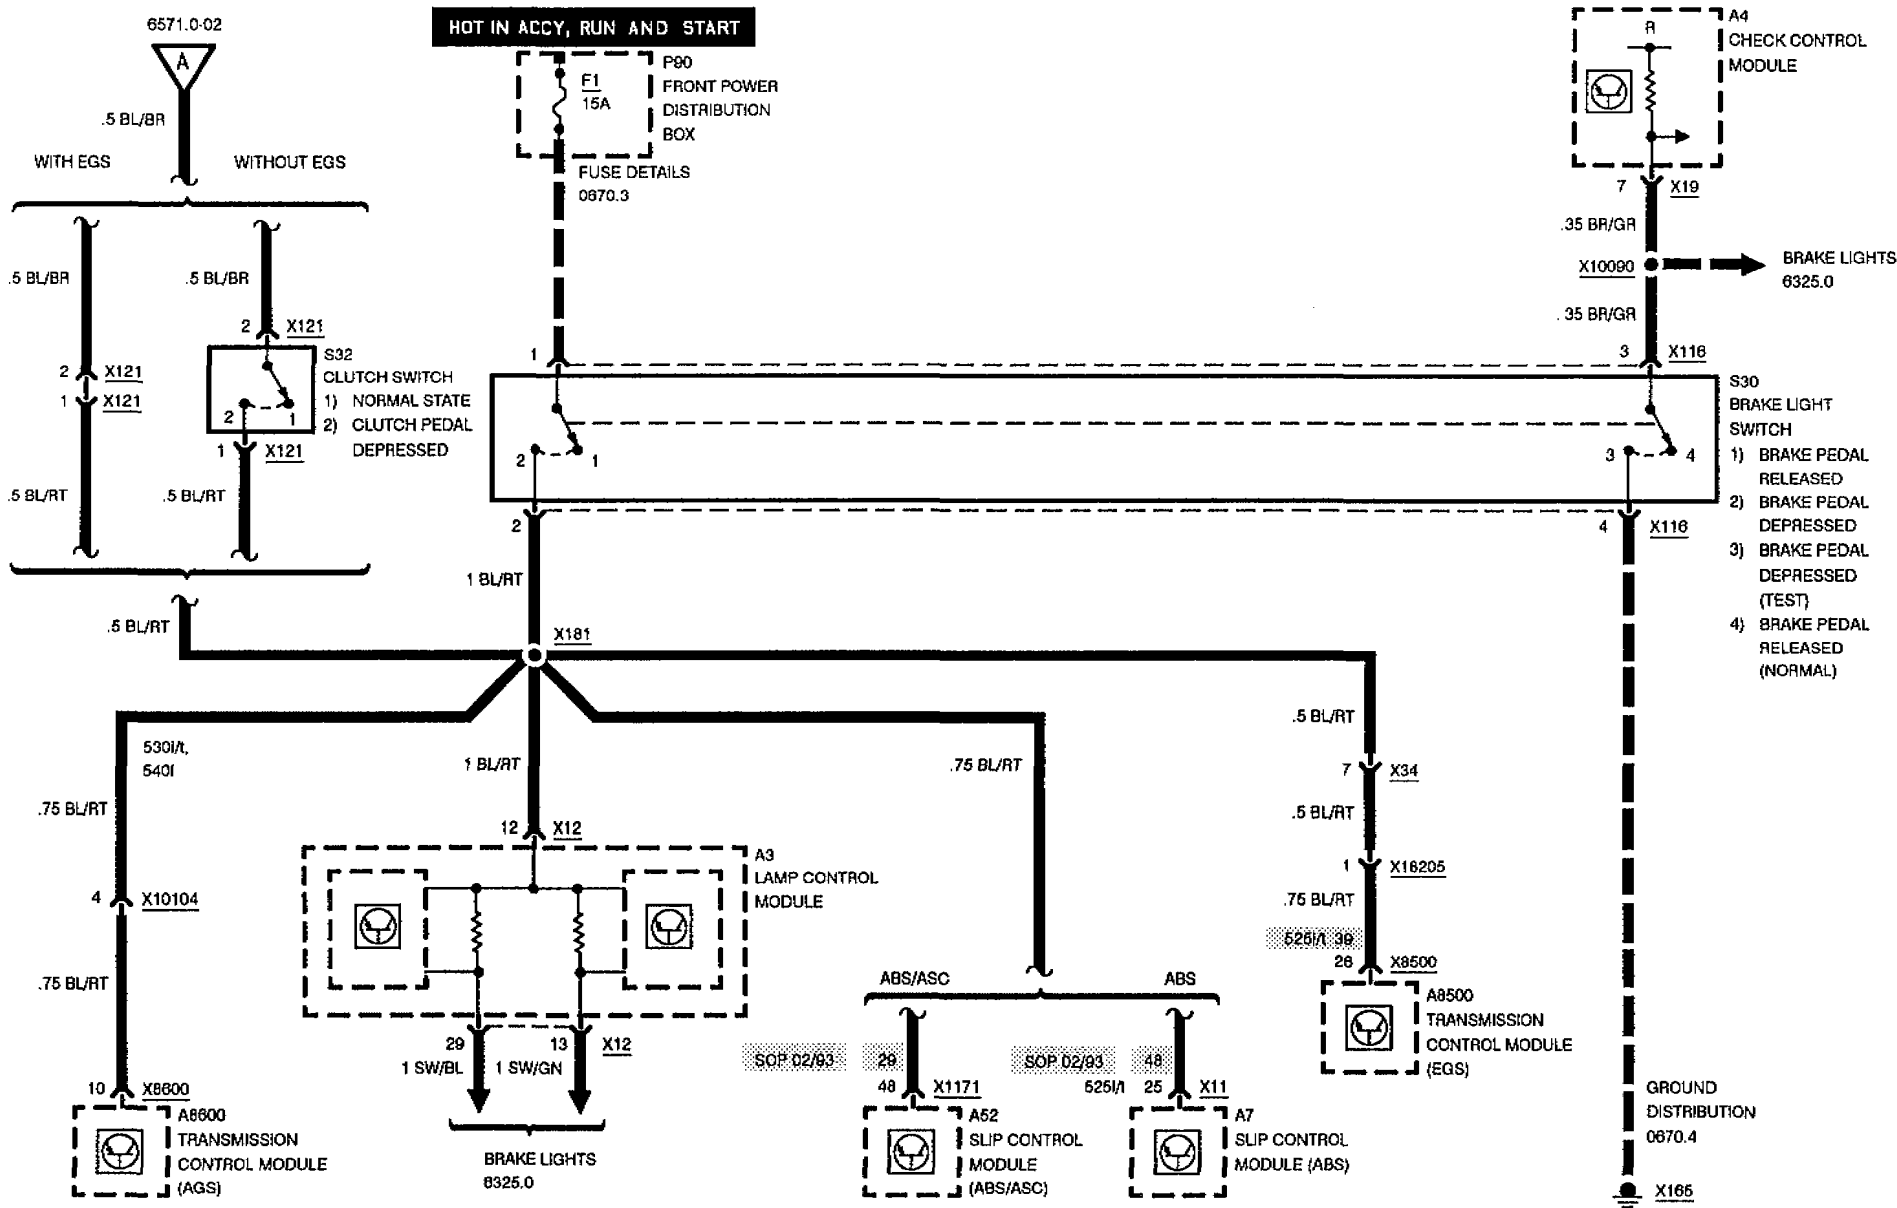 6571.0-02
A
.5 BL/BR
WITH EGS
WITHOUT EGS
.5 BL/BR
.5 BL/BR
2 X121
2 X121
1 X121
S32
CLUTCH SWITCH
1) NORMAL STATE
2) CLUTCH PEDAL
DEPRESSED
2
1
1 X121
.5 BL/RT
.5 BL/RT
.5 BL/RT
HOT IN ACCY, RUN AND START
F1
15A
P90
FRONT POWER
DISTRIBUTION
BOX
FUSE DETAILS
0670.3
A4
CHECK CONTROL
MODULE
R
7 X19
.35 BR/GR
X10090
BRAKE LIGHTS
6325.0
.35 BR/GR
1
3 X116
S30
BRAKE LIGHT
SWITCH
1) BRAKE PEDAL
RELEASED
2) BRAKE PEDAL
DEPRESSED
3) BRAKE PEDAL
DEPRESSED
(TEST)
4) BRAKE PEDAL
RELEASED
(NORMAL)
2
1
3
4
2
4 X116
1 BL/RT
X181
530i/t,
540i
.75 BL/RT
4 X10104
.75 BL/RT
10 X8600
A8600
TRANSMISSION
CONTROL MODULE
(AGS)
1 BL/RT
12 X12
A3
LAMP CONTROL
MODULE
29
13 X12
1 SW/BL
1 SW/GN
BRAKE LIGHTS
6325.0
.75 BL/RT
ABS/ASC
ABS
SOP 02/93 29
48 X1171
A52
SLIP CONTROL
MODULE
(ABS/ASC)
SOP 02/93 48
525i/t 25 X11
A7
SLIP CONTROL
MODULE (ABS)
.5 BL/RT
7 X34
.5 BL/RT
1 X16205
.75 BL/RT
525i/t 39
26 X8500
A8500
TRANSMISSION
CONTROL MODULE
(EGS)
GROUND
DISTRIBUTION
0670.4
X165